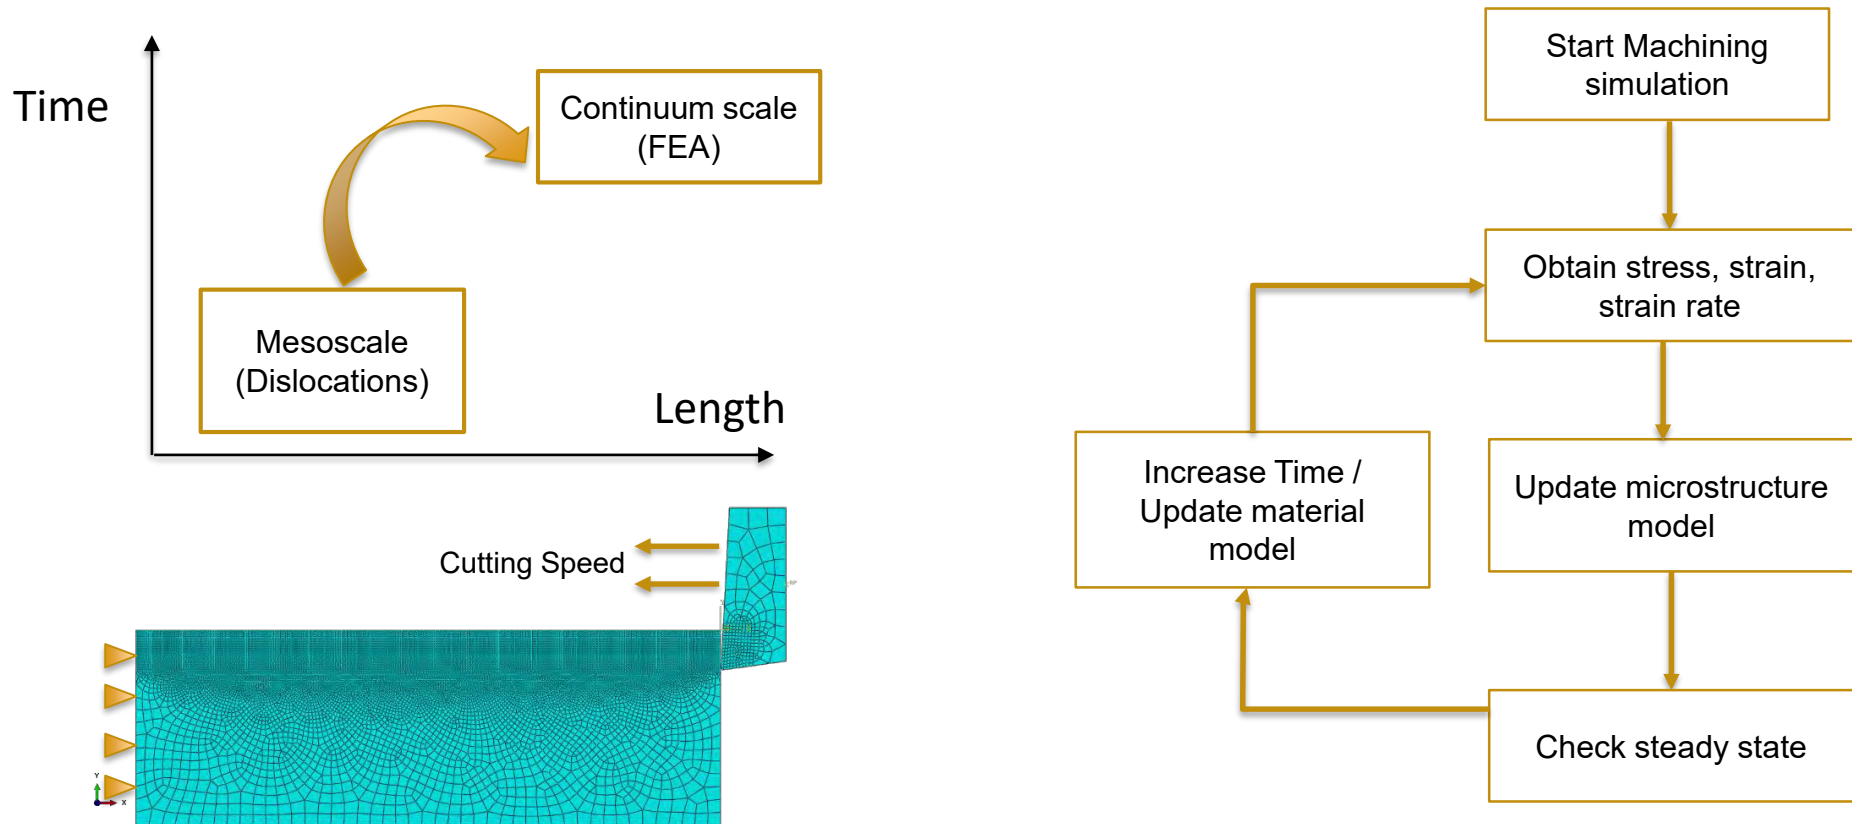 Time
Continuum scale
(FEA)
Mesoscale
(Dislocations)
Length
Cutting Speed
Y
X
Start Machining
simulation
Obtain stress, strain,
strain rate
Update microstructure
model
Check steady state
Increase Time /
Update material
model